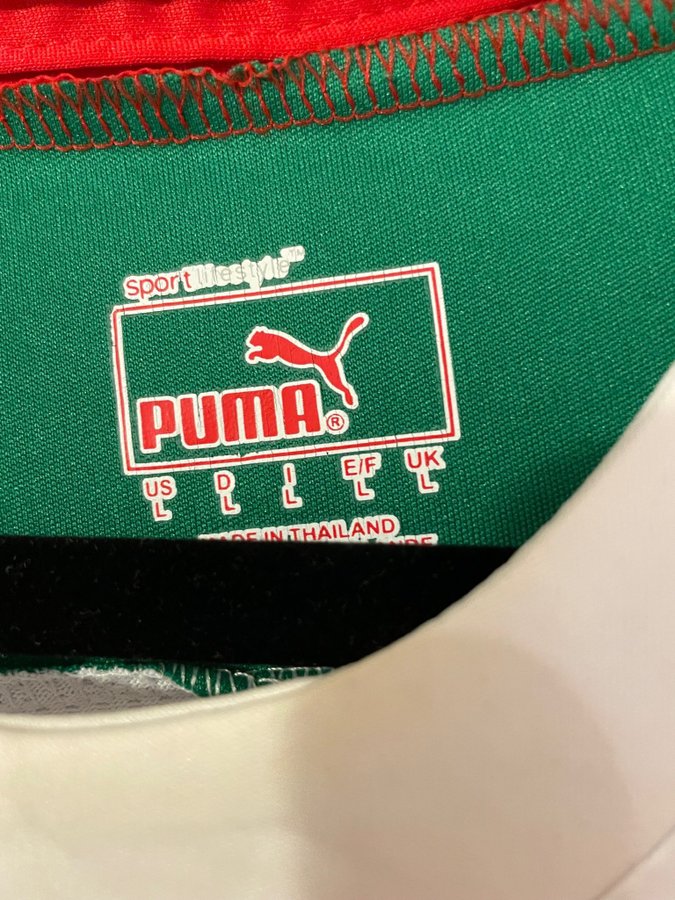 sportlifestyle™
PUMA®
US D I E/F UK
L L L L L
MADE IN THAILAND